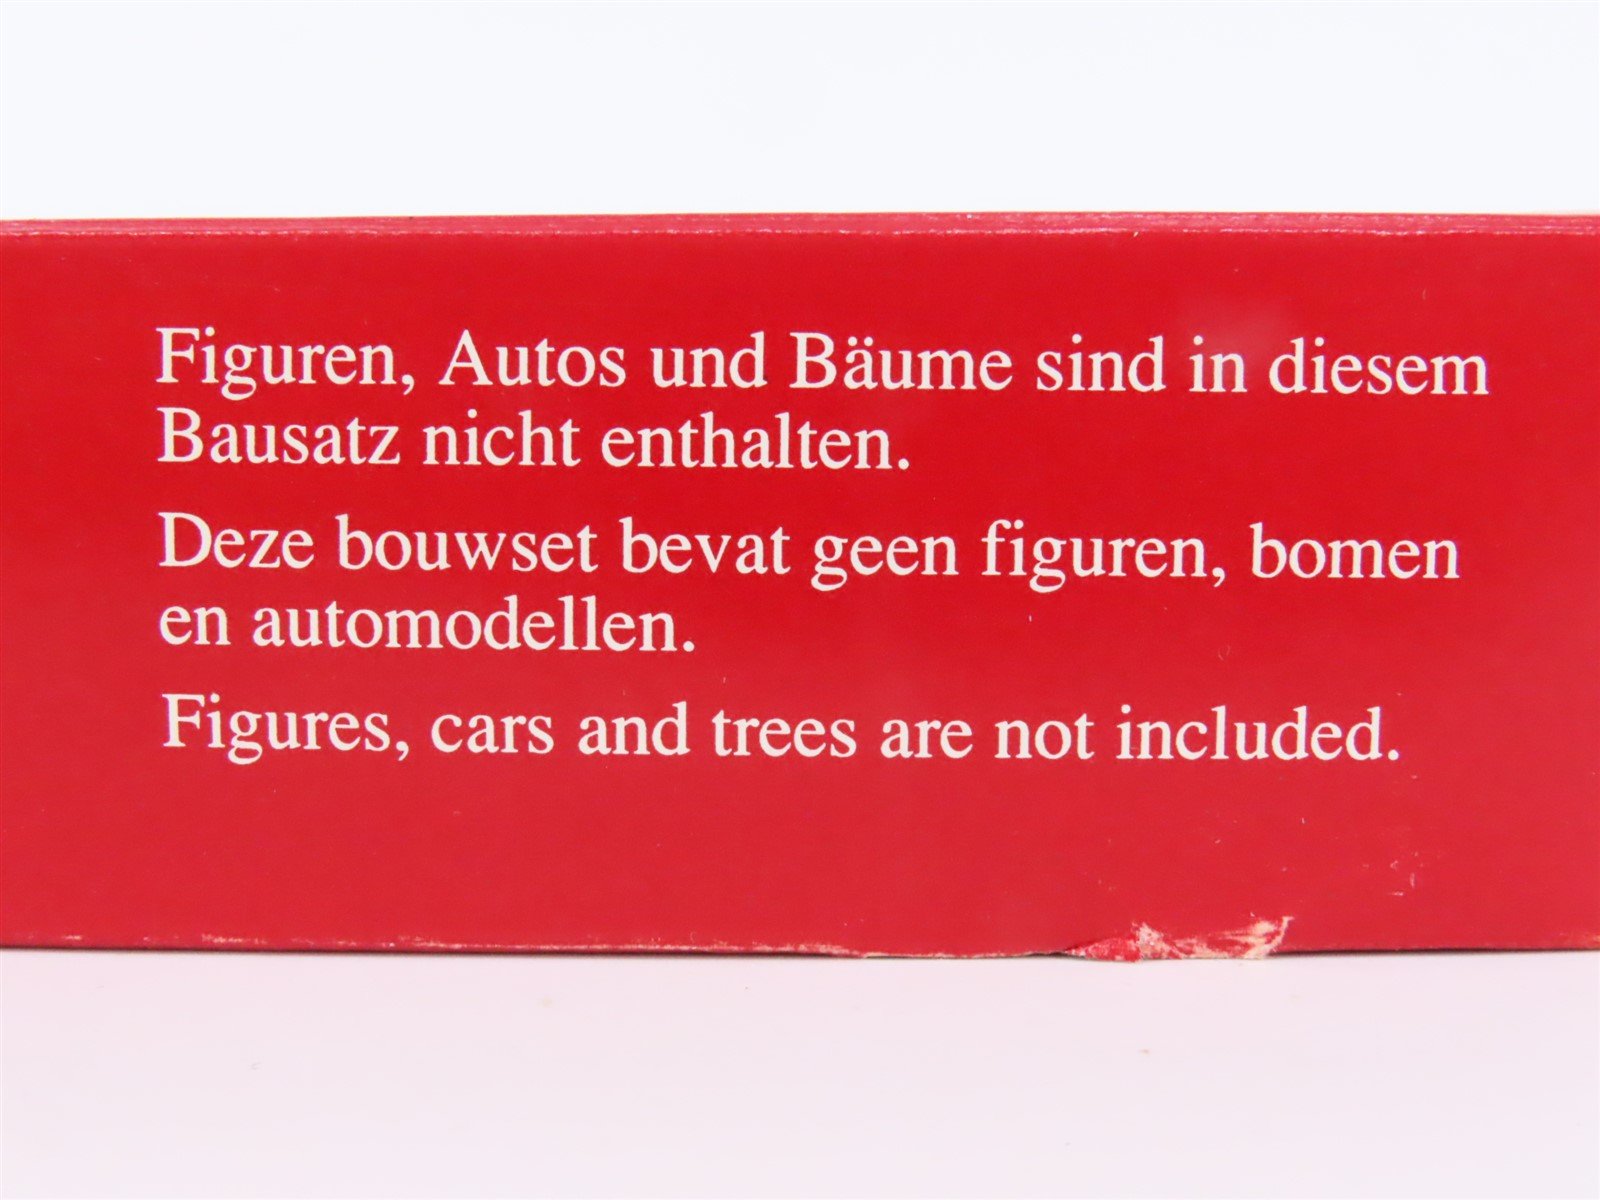 Figuren, Autos und Bäume sind in diesem
Bausatz nicht enthalten.
Deze bouwset bevat geen figuren, bomen
en automodellen.
Figures, cars and trees are not included.